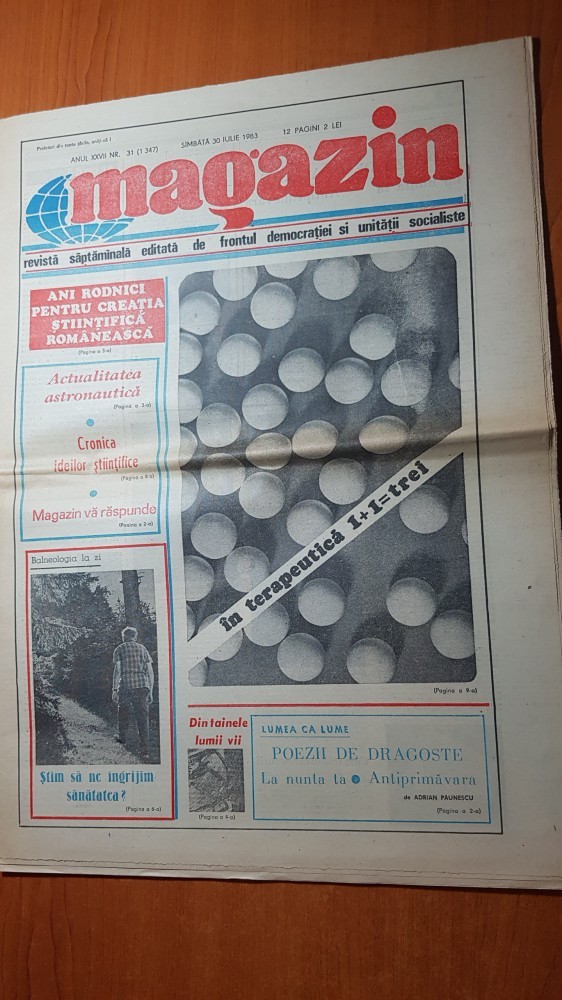 Proletari din toate țările, uniți-vă !
ANUL XXVII NR. 31 (1 347) SÎMBĂTĂ 30 IULIE 1983 12 PAGINI 2 LEI
magazin
revistă săptămînală editată de frontul democrației si unității socialiste
ANI RODNICI
PENTRU CREAȚIA
ȘTIINȚIFICĂ
ROMÂNEASCĂ
(Pagina a 5-a)
Actualitatea
astronautică
(Pagina a 3-a)
Cronica
ideilor științifice
(Pagina a 8-a)
Magazin vă răspunde
(Pagina a 2-a)
Balneologia la zi
Știm să ne îngrijim
sănătatea?
(Pagina a 6-a)
în terapeutică 1+1=trei
(Pagina a 9-a)
Din tainele
lumii vii
(Pagina a 4-a)
LUMEA CA LUME
POEZII DE DRAGOSTE
La nunta ta • Antiprimăvara
de ADRIAN PĂUNESCU
(Pagina a 2-a)